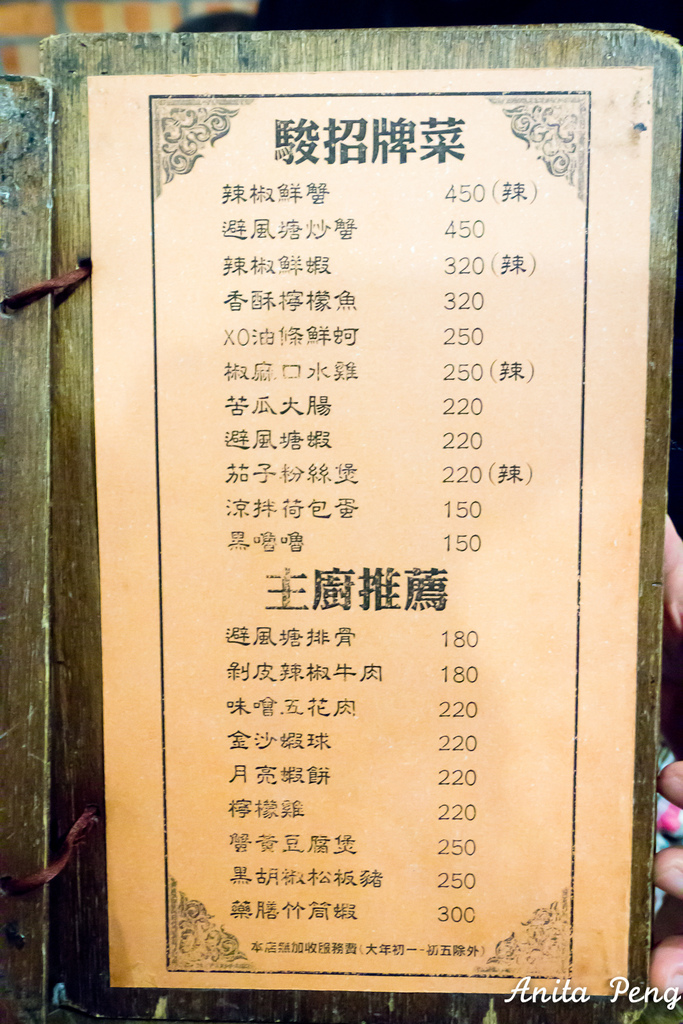 駿招牌菜
辣椒鮮蟹 450(辣)
避風塘炒蟹 450
辣椒鮮蝦 320(辣)
香酥檸檬魚 320
XO油條鮮蚵 250
椒麻口水雞 250(辣)
苦瓜大腸 220
避風塘蝦 220
茄子粉絲煲 220(辣)
涼拌荷包蛋 150
黑嚕嚕 150
主廚推薦
避風塘排骨 180
剝皮辣椒牛肉 180
味噌五花肉 220
金沙蝦球 220
月亮蝦餅 220
檸檬雞 220
蟹黃豆腐煲 250
黑胡椒松板豬 250
藥膳竹筒蝦 300
本店無加收服務費(大年初一-初五除外)
Anita Peng